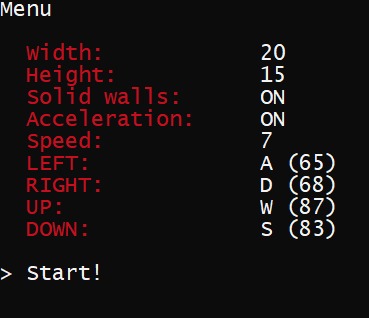 Menu
Width: 20
Height: 15
Solid walls: ON
Acceleration: ON
Speed: 7
LEFT: A (65)
RIGHT: D (68)
UP: W (87)
DOWN: S (83)
> Start!